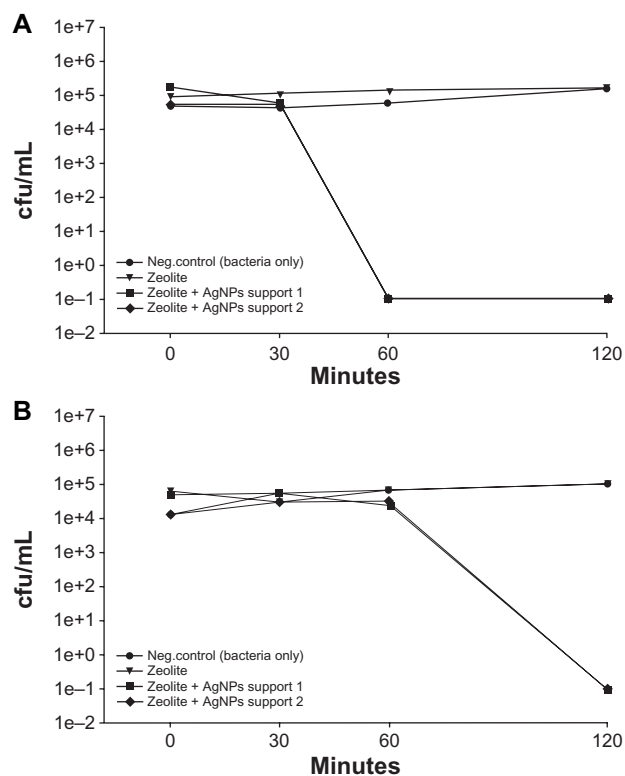 A
1e+7
1e+6
1e+5
1e+4
1e+3
1e+2
1e+1
1e+0
1e–1
1e–2
cfu/mL
Neg.control (bacteria only)
Zeolite
Zeolite + AgNPs support 1
Zeolite + AgNPs support 2
0 30 60 120
Minutes
B
1e+7
1e+6
1e+5
1e+4
1e+3
1e+2
1e+1
1e+0
1e–1
1e–2
cfu/mL
Neg.control (bacteria only)
Zeolite
Zeolite + AgNPs support 1
Zeolite + AgNPs support 2
0 30 60 120
Minutes